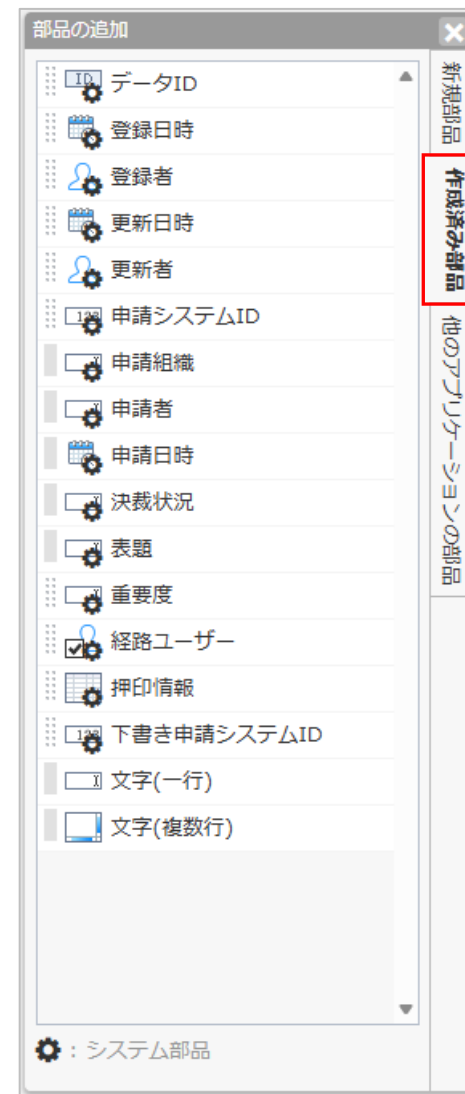 部品の追加
データID
登録日時
登録者
更新日時
更新者
申請システムID
申請組織
申請者
申請日時
決裁状況
表題
重要度
経路ユーザー
押印情報
下書き申請システムID
文字(一行)
文字(複数行)
：システム部品
新規部品
作成済み部品
他のアプリケーションの部品